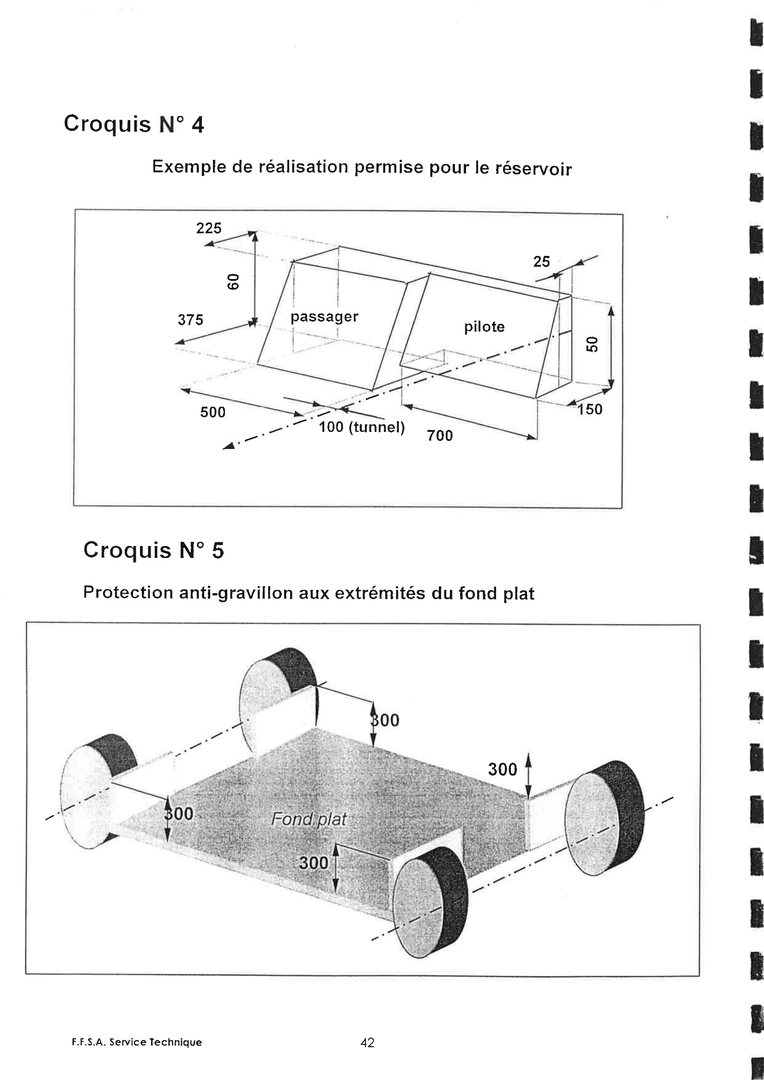 Croquis N° 4
Exemple de réalisation permise pour le réservoir
225
25
60
375
passager
pilote
50
500
100 (tunnel)
700
150
Croquis N° 5
Protection anti-gravillon aux extrémités du fond plat
300
300
300
Fond plat
300
F.F.S.A. Service Technique
42